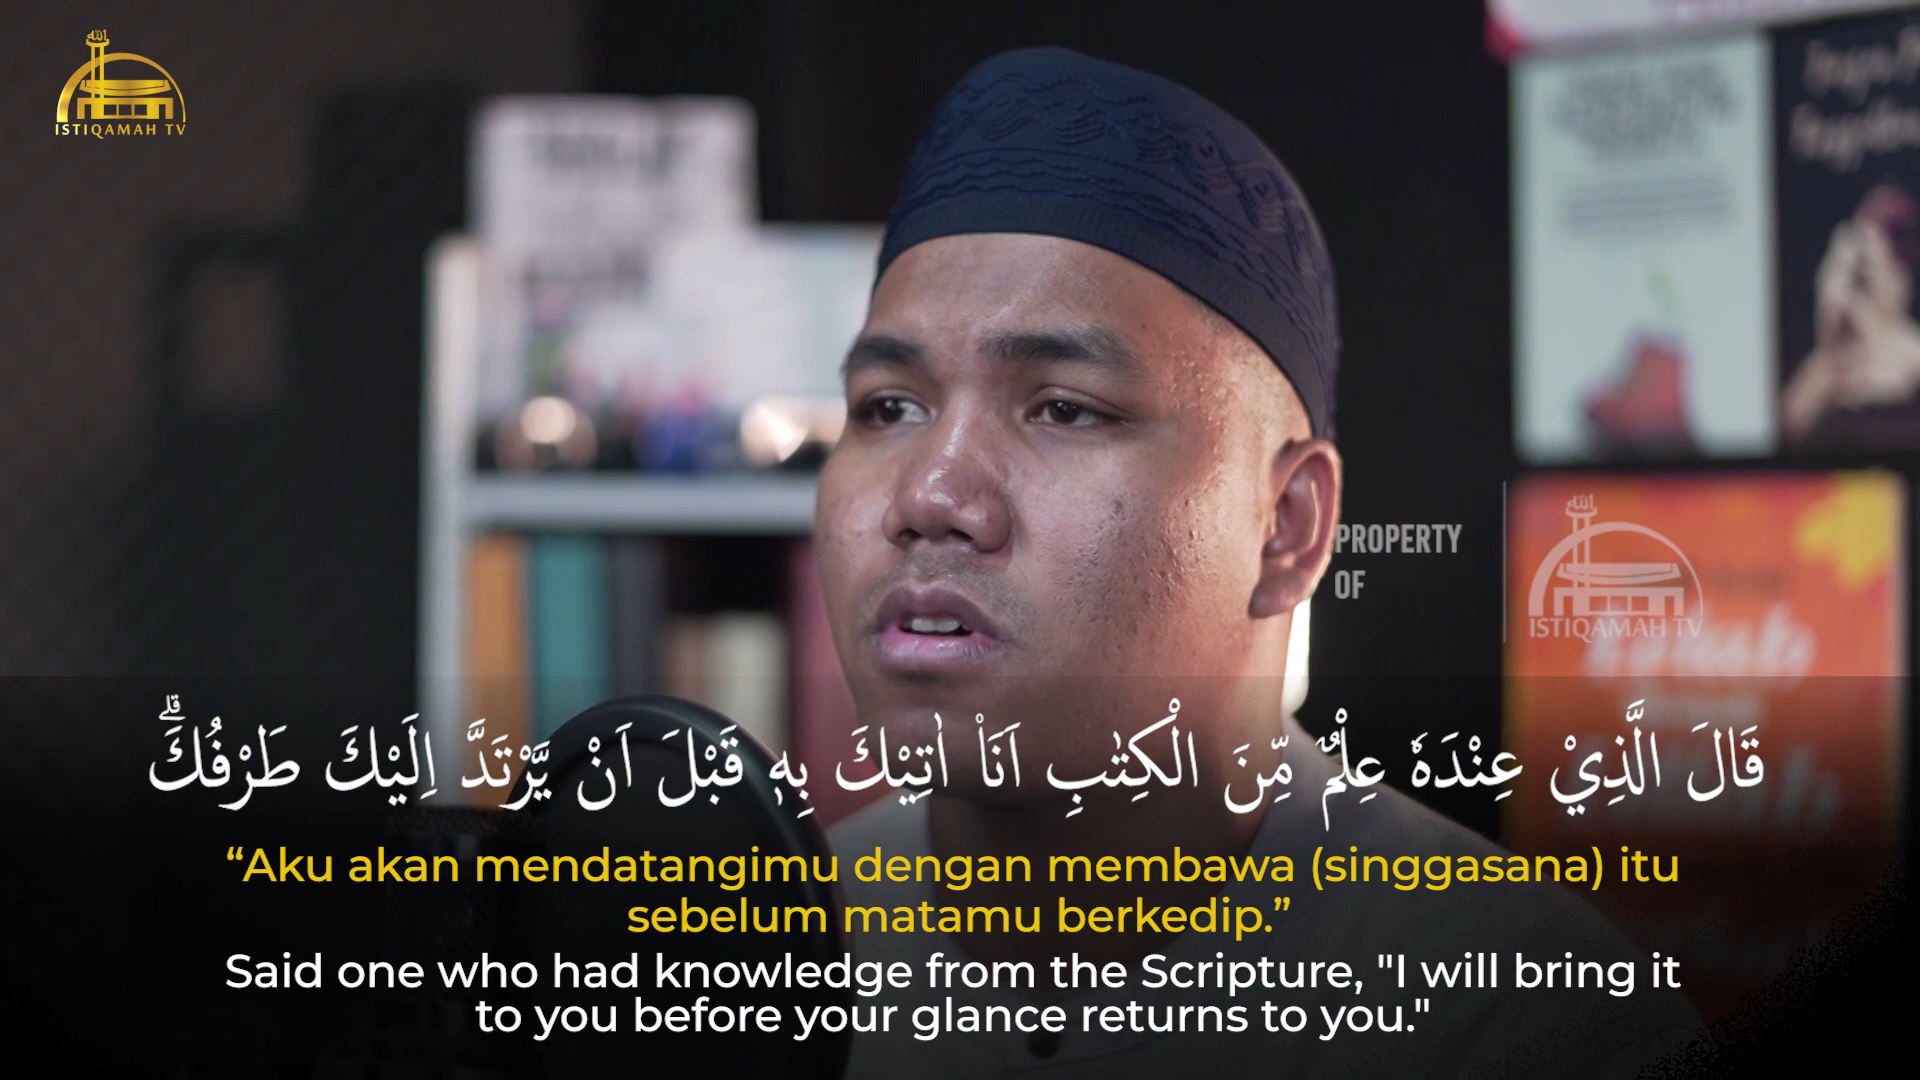 الله
ISTIQAMAH TV
PROPERTY
OF
الله
ISTIQAMAH TV
قَالَ الَّذِيْ عِنْدَهٗ عِلْمٌ مِّنَ الْكِتٰبِ اَنَا۠ اٰتِيْكَ بِهٖ قَبْلَ اَنْ يَّرْتَدَّ اِلَيْكَ طَرْفُكَۗ
“Aku akan mendatangimu dengan membawa (singgasana) itu
sebelum matamu berkedip.”
Said one who had knowledge from the Scripture, "I will bring it
to you before your glance returns to you."